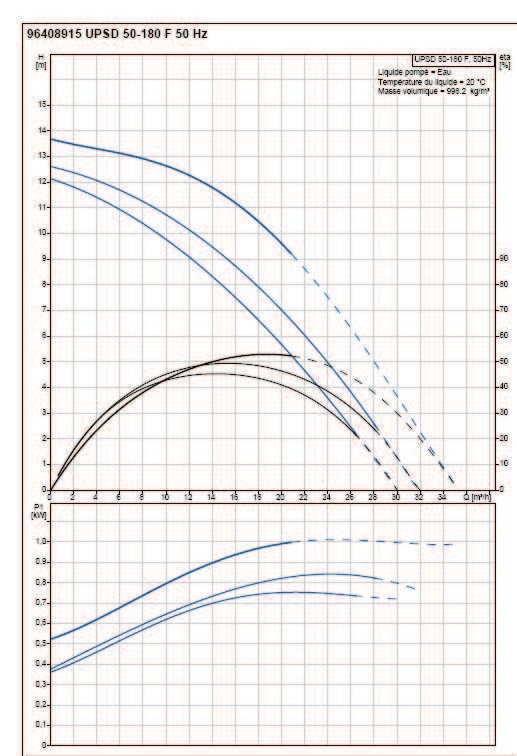 96408915 UPSD 50-180 F 50 Hz
H
[m]
UPSD 50-180 F, 50Hz
eta
[%]
Liquide pompé = Eau
Température du liquide = 20 °C
Masse volumique = 998.2 kg/m³
15
14
13
12
11
10
9 90
8 80
7 70
6 60
5 50
4 40
3 30
2 20
1 10
0 0
0 2 4 6 8 10 12 14 16 18 20 22 24 26 28 30 32 34 Q [m³/h]
P1
[kW]
1,0
0,9
0,8
0,7
0,6
0,5
0,4
0,3
0,2
0,1
0